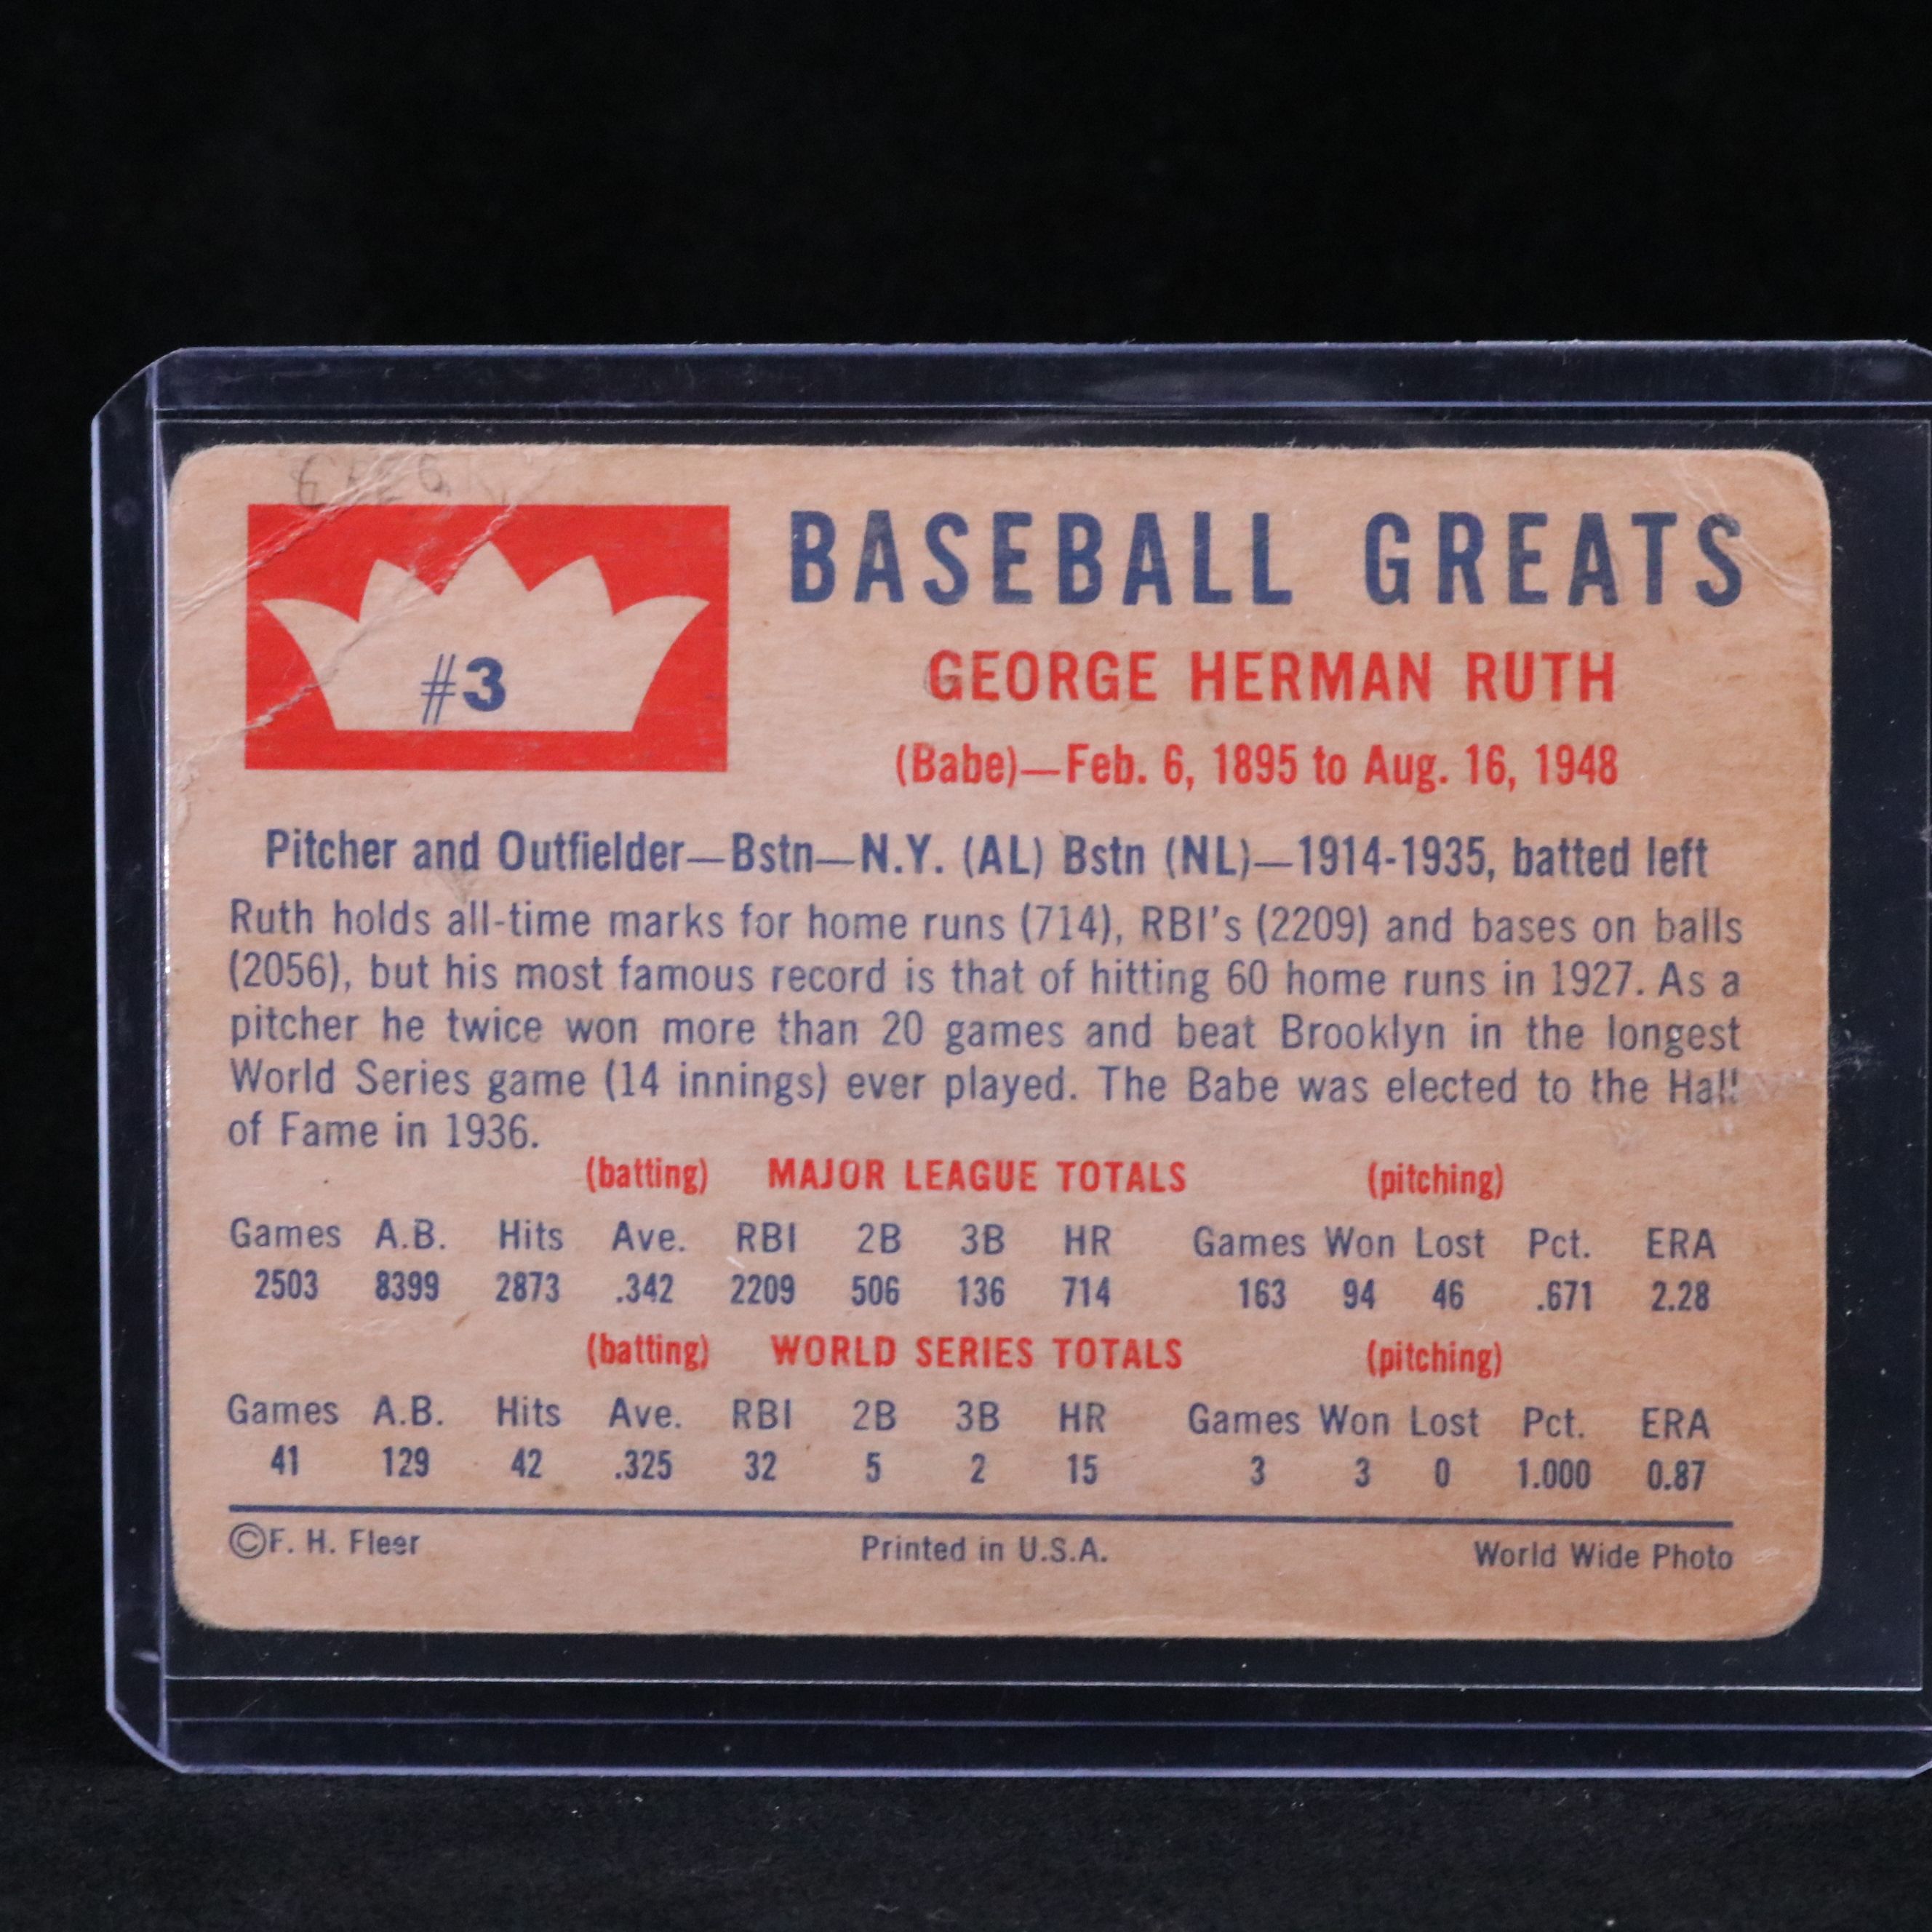 BASEBALL GREATS
#3
GEORGE HERMAN RUTH
(Babe)—Feb. 6, 1895 to Aug. 16, 1948
Pitcher and Outfielder—Bstn—N.Y. (AL) Bstn (NL)—1914-1935, batted left
Ruth holds all-time marks for home runs (714), RBI's (2209) and bases on balls
(2056), but his most famous record is that of hitting 60 home runs in 1927. As a
pitcher he twice won more than 20 games and beat Brooklyn in the longest
World Series game (14 innings) ever played. The Babe was elected to the Hall
of Fame in 1936.
(batting) MAJOR LEAGUE TOTALS (pitching)
Games A.B. Hits Ave. RBI 2B 3B HR Games Won Lost Pct. ERA
2503 8399 2873 .342 2209 506 136 714 163 94 46 .671 2.28
(batting) WORLD SERIES TOTALS (pitching)
Games A.B. Hits Ave. RBI 2B 3B HR Games Won Lost Pct. ERA
41 129 42 .325 32 5 2 15 3 3 0 1.000 0.87
©F. H. Fleer Printed in U.S.A. World Wide Photo